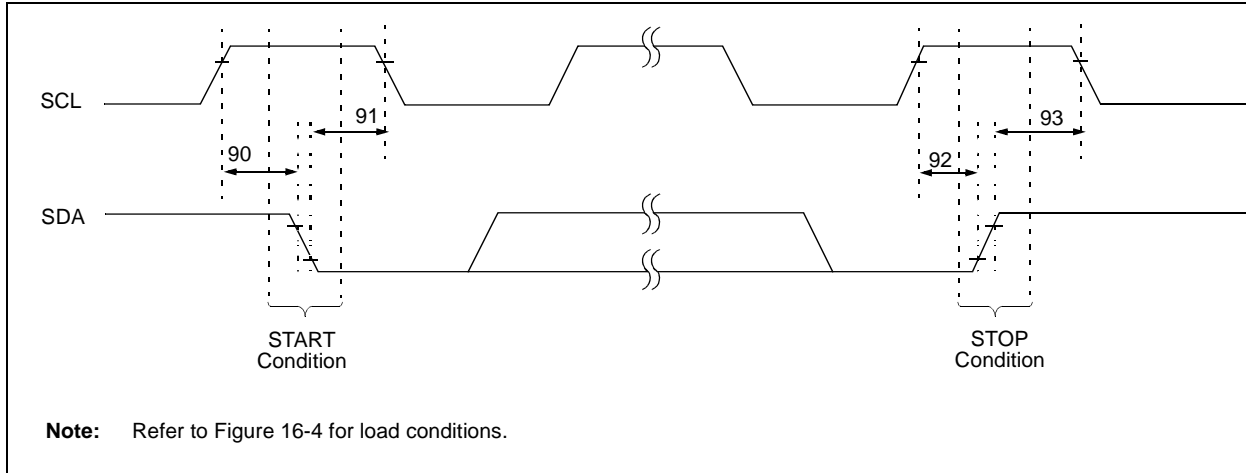 SCL
91
93
90
92
SDA
START
Condition
STOP
Condition
Note: Refer to Figure 16-4 for load conditions.